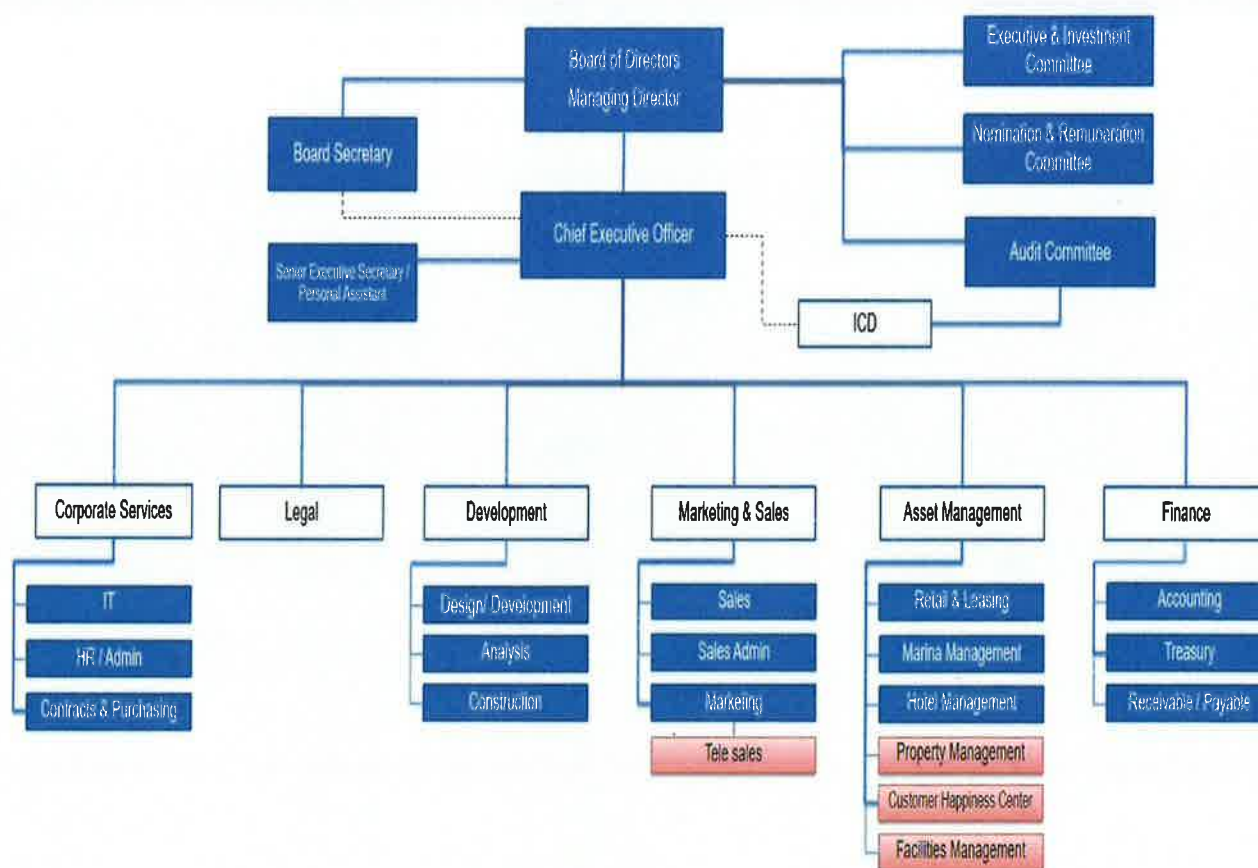 Board of Directors
Managing Director
Executive & Investment
Committee
Board Secretary
Nomination & Remuneration
Committee
Chief Executive Officer
Senior Executive Secretary /
Personal Assistant
Audit Committee
ICD
Corporate Services
Legal
Development
Marketing & Sales
Asset Management
Finance
IT
HR / Admin
Contracts & Purchasing
Design/ Development
Analysis
Construction
Sales
Sales Admin
Marketing
Tele sales
Retail & Leasing
Marina Management
Hotel Management
Property Management
Customer Happiness Center
Facilities Management
Accounting
Treasury
Receivable / Payable